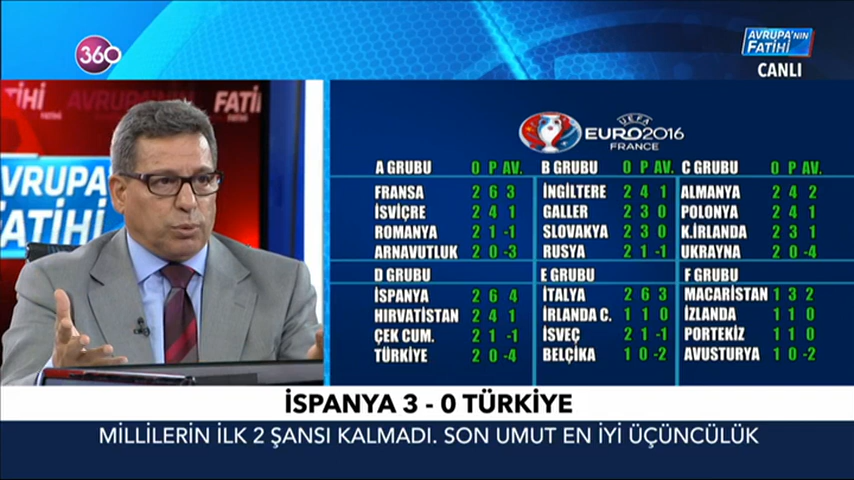 360
AVRUPA'NIN
FATİHİ
CANLI
AVRUPA'NIN
FATİHİ
FATİ
HİHİ
AVRUPA'N
FATİHİ
UEFA
EURO2016
FRANCE
A GRUBU O P AV.
FRANSA 2 6 3
İSVİÇRE 2 4 1
ROMANYA 2 1 -1
ARNAVUTLUK 2 0 -3
B GRUBU O P AV.
İNGİLTERE 2 4 1
GALLER 2 3 0
SLOVAKYA 2 3 0
RUSYA 2 1 -1
C GRUBU O P AV.
ALMANYA 2 4 2
POLONYA 2 4 1
K.İRLANDA 2 3 1
UKRAYNA 2 0 -4
D GRUBU
İSPANYA 2 6 4
HIRVATİSTAN 2 4 1
ÇEK CUM. 2 1 -1
TÜRKİYE 2 0 -4
E GRUBU
İTALYA 2 6 3
İRLANDA C. 1 1 0
İSVEÇ 2 1 -1
BELÇİKA 1 0 -2
F GRUBU
MACARİSTAN 1 3 2
İZLANDA 1 1 0
PORTEKİZ 1 1 0
AVUSTURYA 1 0 -2
İSPANYA 3 - 0 TÜRKİYE
MİLLİLERİN İLK 2 ŞANSI KALMADI. SON UMUT EN İYİ ÜÇÜNCÜLÜK